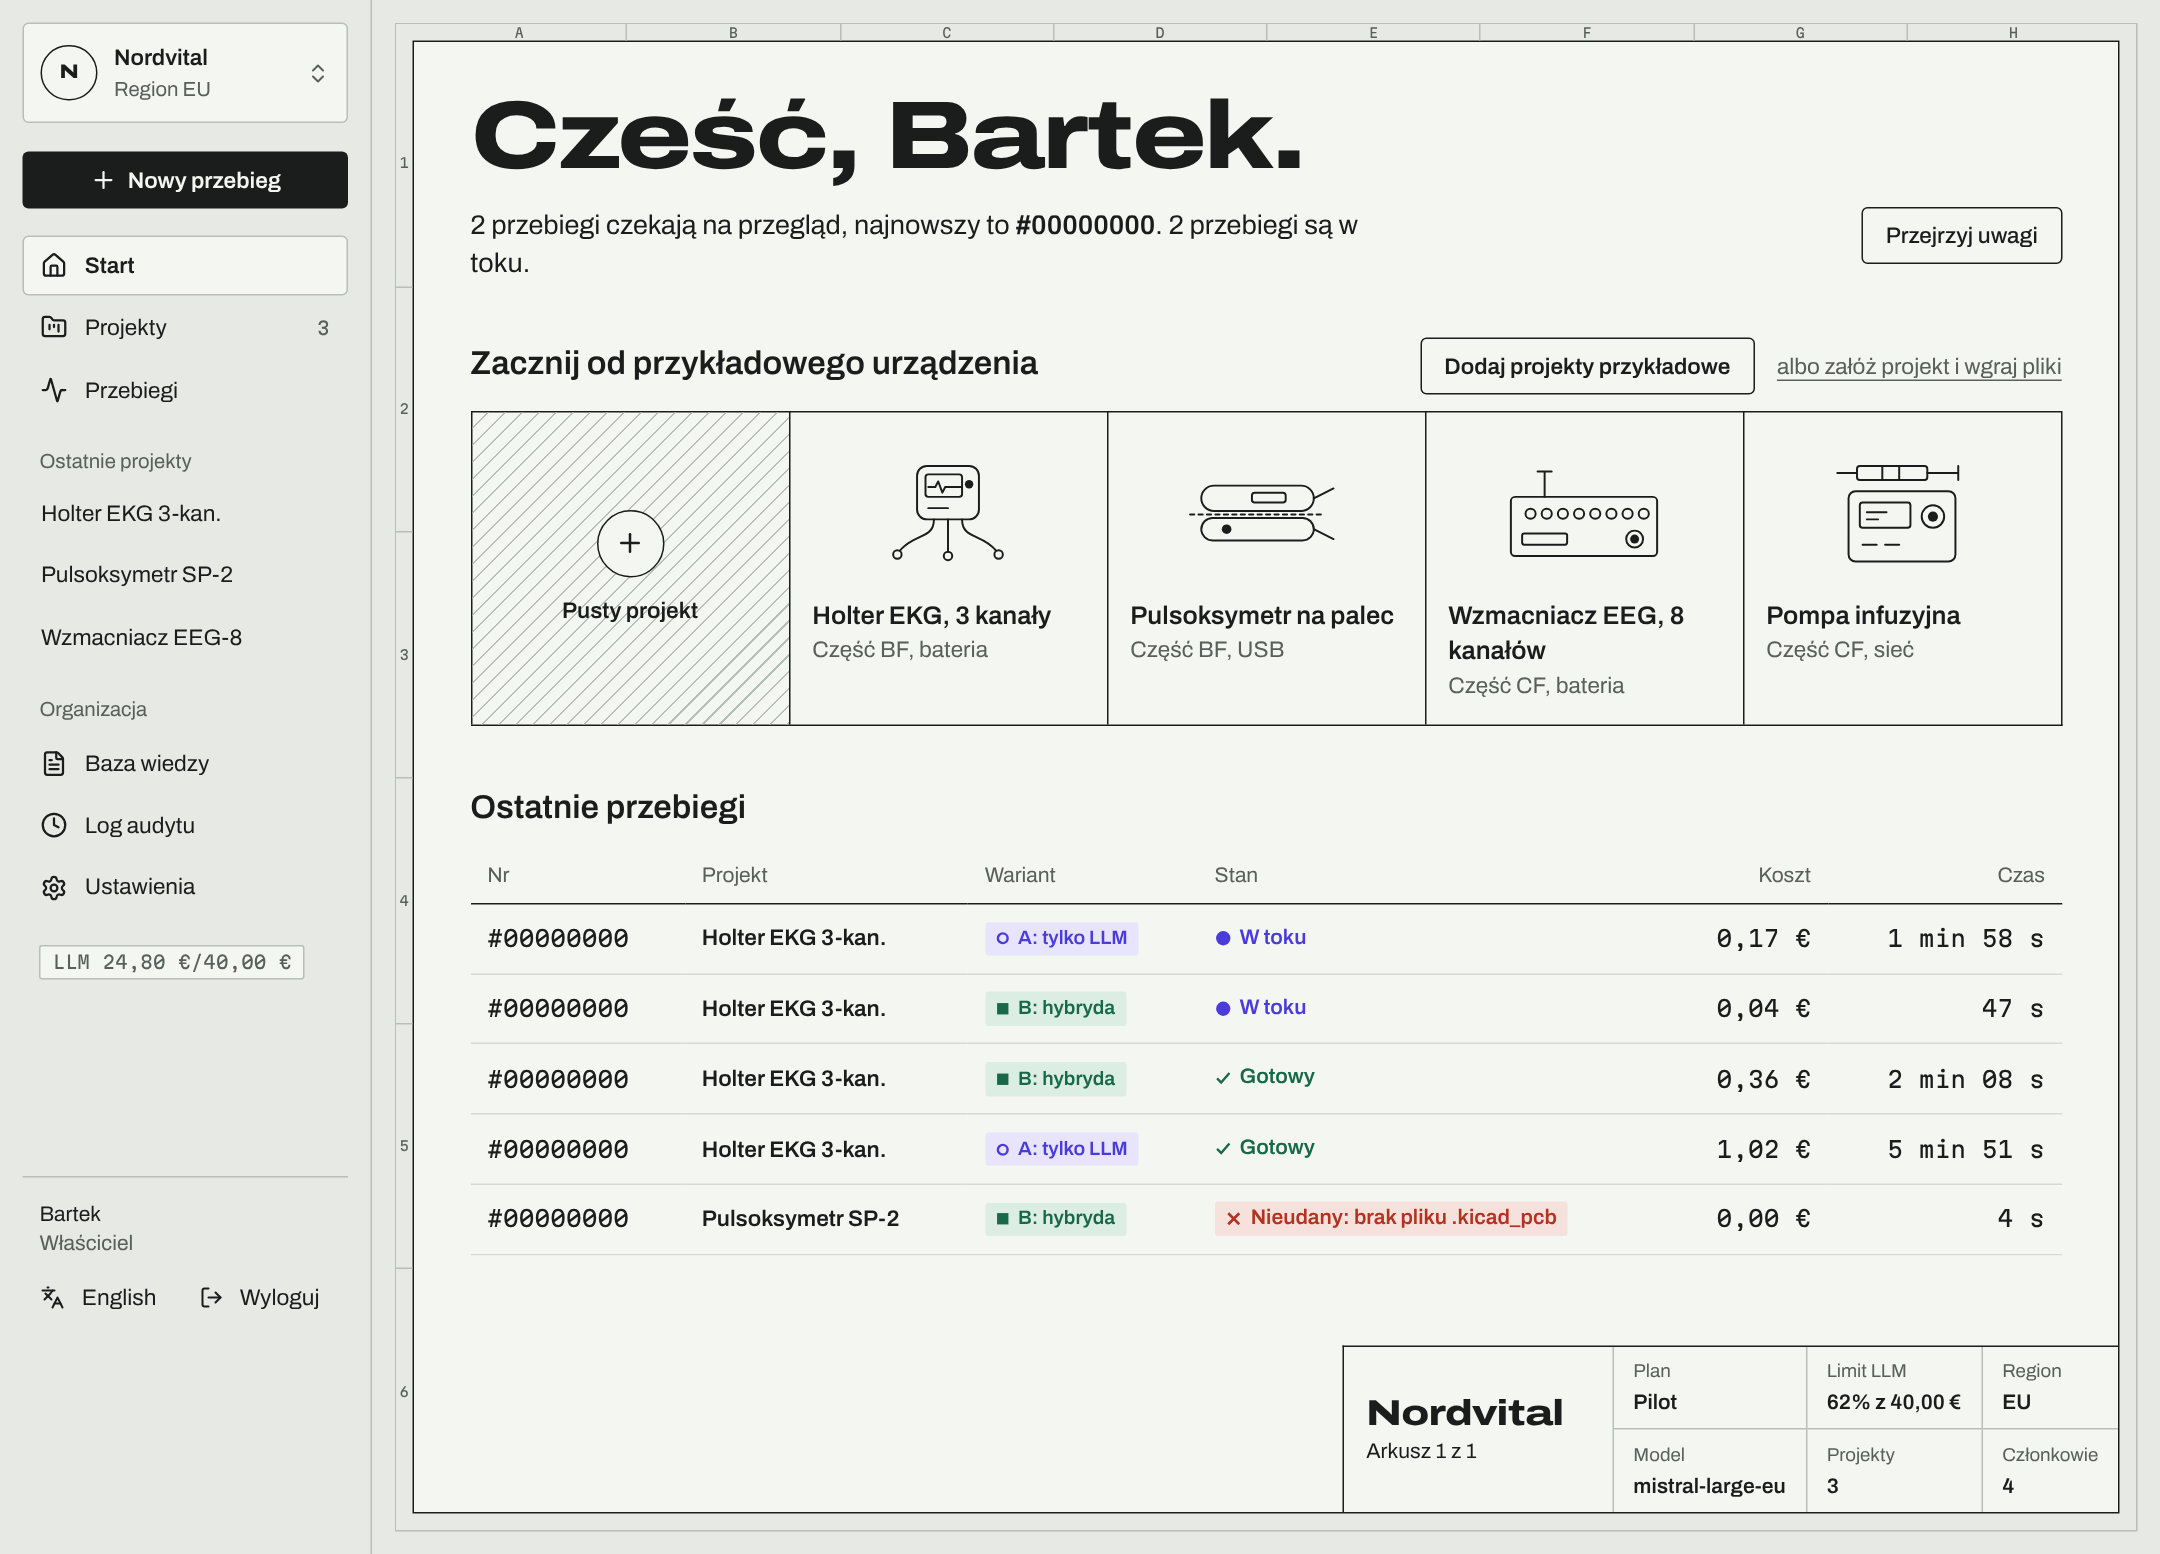 Nordvital
Region EU
Nowy przebieg
Start
Projekty 3
Przebiegi
Ostatnie projekty
Holter EKG 3-kan.
Pulsoksymetr SP-2
Wzmacniacz EEG-8
Organizacja
Baza wiedzy
Log audytu
Ustawienia
LLM 24,80 €/40,00 €
Bartek
Właściciel
English Wyloguj
A B C D E F G H
1
2
3
4
5
6
Cześć, Bartek.
2 przebiegi czekają na przegląd, najnowszy to #00000000. 2 przebiegi są w
toku.
Przejrzyj uwagi
Zacznij od przykładowego urządzenia
Dodaj projekty przykładowe
albo załóż projekt i wgraj pliki
Pusty projekt
Holter EKG, 3 kanały
Część BF, bateria
Pulsoksymetr na palec
Część BF, USB
Wzmacniacz EEG, 8
kanałów
Część CF, bateria
Pompa infuzyjna
Część CF, sieć
Ostatnie przebiegi
Nr Projekt Wariant Stan Koszt Czas
#00000000 Holter EKG 3-kan. A: tylko LLM W toku 0,17 € 1 min 58 s
#00000000 Holter EKG 3-kan. B: hybryda W toku 0,04 € 47 s
#00000000 Holter EKG 3-kan. B: hybryda Gotowy 0,36 € 2 min 08 s
#00000000 Holter EKG 3-kan. A: tylko LLM Gotowy 1,02 € 5 min 51 s
#00000000 Pulsoksymetr SP-2 B: hybryda Nieudany: brak pliku .kicad_pcb 0,00 € 4 s
Nordvital
Arkusz 1 z 1
Plan
Pilot
Limit LLM
62% z 40,00 €
Region
EU
Model
mistral-large-eu
Projekty
3
Członkowie
4